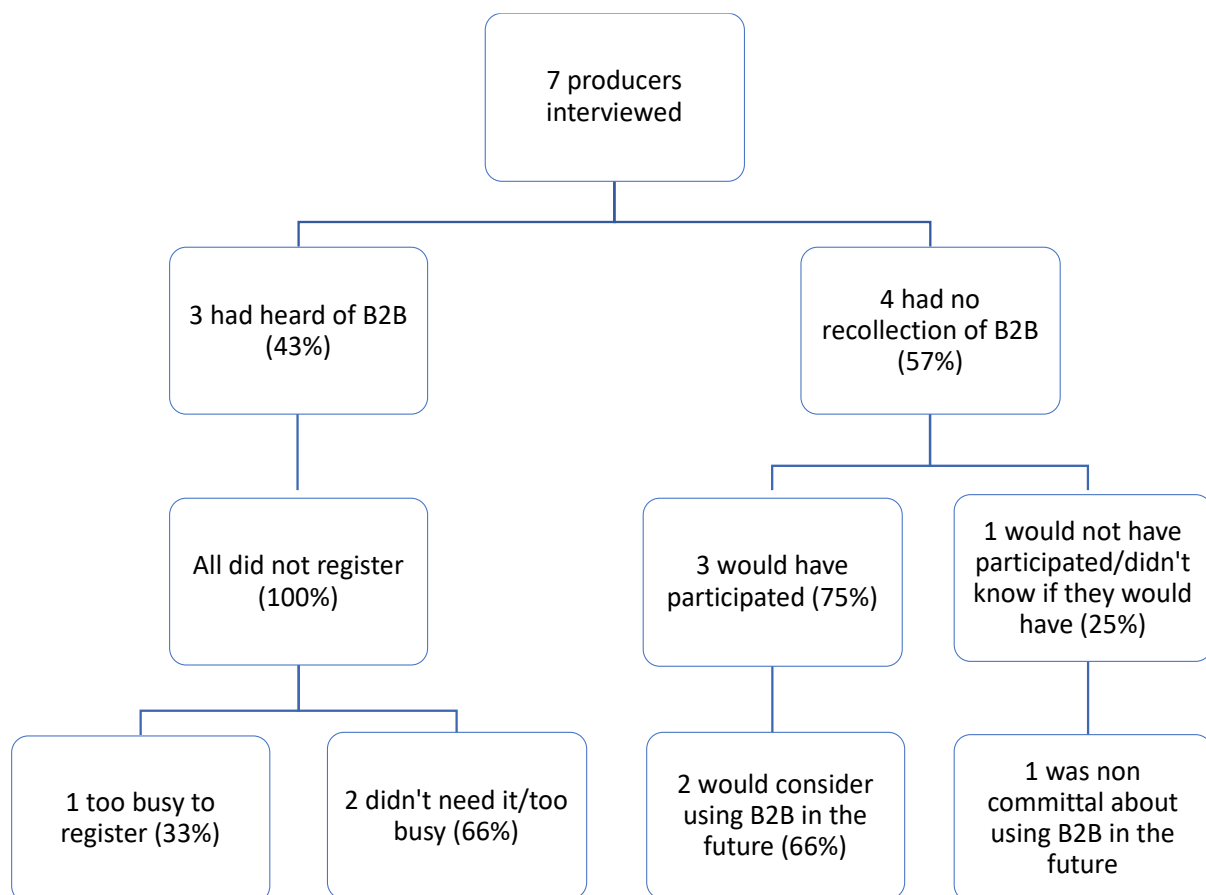 7 producers
interviewed
3 had heard of B2B
(43%)
4 had no
recollection of B2B
(57%)
All did not register
(100%)
3 would have
participated (75%)
1 would not have
participated/didn't
know if they would
have (25%)
1 too busy to
register (33%)
2 didn't need it/too
busy (66%)
2 would consider
using B2B in the
future (66%)
1 was non
committal about
using B2B in the
future